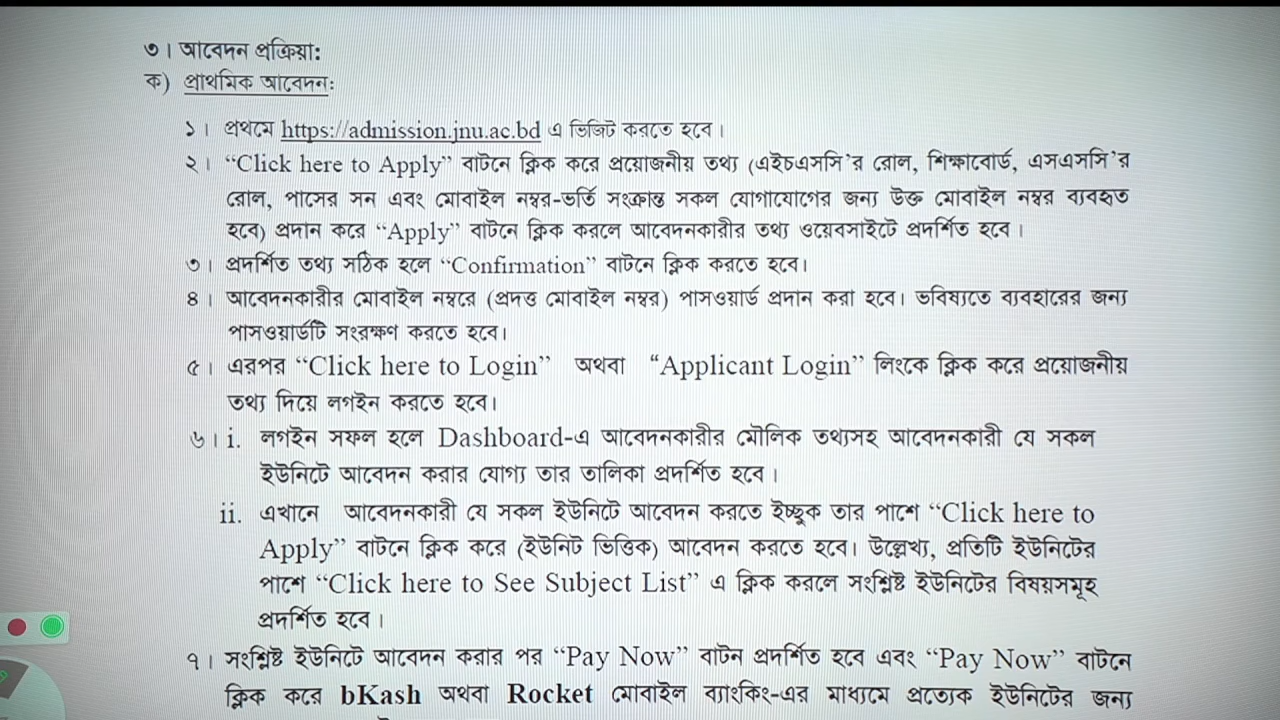 ৩। আবেদন প্রক্রিয়া:
ক) প্রাথমিক আবেদনঃ
১। প্রথমে https://admission.jnu.ac.bd এ ভিজিট করতে হবে।
২। “Click here to Apply” বাটনে ক্লিক করে প্রয়োজনীয় তথ্য (এইচএসসি’র রোল, শিক্ষাবোর্ড, এসএসসি’র
রোল, পাসের সন এবং মোবাইল নম্বর-ভর্তি সংক্রান্ত সকল যোগাযোগের জন্য উক্ত মোবাইল নম্বর ব্যবহৃত
হবে) প্রদান করে “Apply” বাটনে ক্লিক করলে আবেদনকারীর তথ্য ওয়েবসাইটে প্রদর্শিত হবে।
৩। প্রদর্শিত তথ্য সঠিক হলে “Confirmation” বাটনে ক্লিক করতে হবে।
৪। আবেদনকারীর মোবাইল নম্বরে (প্রদত্ত মোবাইল নম্বর) পাসওয়ার্ড প্রদান করা হবে। ভবিষ্যতে ব্যবহারের জন্য
পাসওয়ার্ডটি সংরক্ষণ করতে হবে।
৫। এরপর “Click here to Login” অথবা “Applicant Login” লিংকে ক্লিক করে প্রয়োজনীয়
তথ্য দিয়ে লগইন করতে হবে।
৬। i. লগইন সফল হলে Dashboard-এ আবেদনকারীর মৌলিক তথ্যসহ আবেদনকারী যে সকল
ইউনিটে আবেদন করার যোগ্য তার তালিকা প্রদর্শিত হবে।
ii. এখানে আবেদনকারী যে সকল ইউনিটে আবেদন করতে ইচ্ছুক তার পাশে “Click here to
Apply” বাটনে ক্লিক করে (ইউনিট ভিত্তিক) আবেদন করতে হবে। উল্লেখ্য, প্রতিটি ইউনিটের
পাশে “Click here to See Subject List” এ ক্লিক করলে সংশ্লিষ্ট ইউনিটের বিষয়সমূহ
প্রদর্শিত হবে।
৭। সংশ্লিষ্ট ইউনিটে আবেদন করার পর “Pay Now” বাটন প্রদর্শিত হবে এবং “Pay Now” বাটনে
ক্লিক করে bKash অথবা Rocket মোবাইল ব্যাংকিং-এর মাধ্যমে প্রত্যেক ইউনিটের জন্য